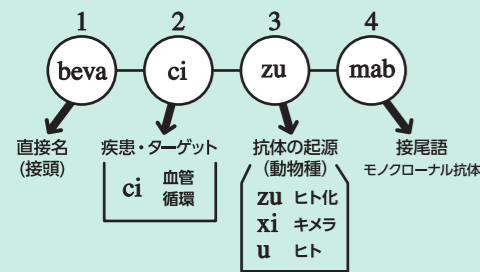 1 2 3 4
beva ci zu mab
直接名
(接頭)
疾患・ターゲット
ci 血管
循環
抗体の起源
(動物種)
zu ヒト化
xi キメラ
u ヒト
接尾語
モノクローナル抗体